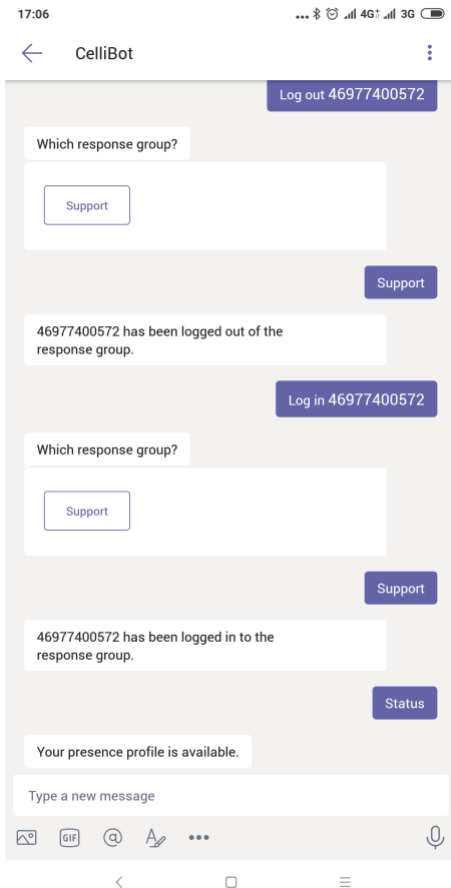 17:06
4G+ 3G
CelliBot
Log out 46977400572
Which response group?
Support
Support
46977400572 has been logged out of the
response group.
Log in 46977400572
Which response group?
Support
Support
46977400572 has been logged in to the
response group.
Status
Your presence profile is available.
Type a new message
GIF